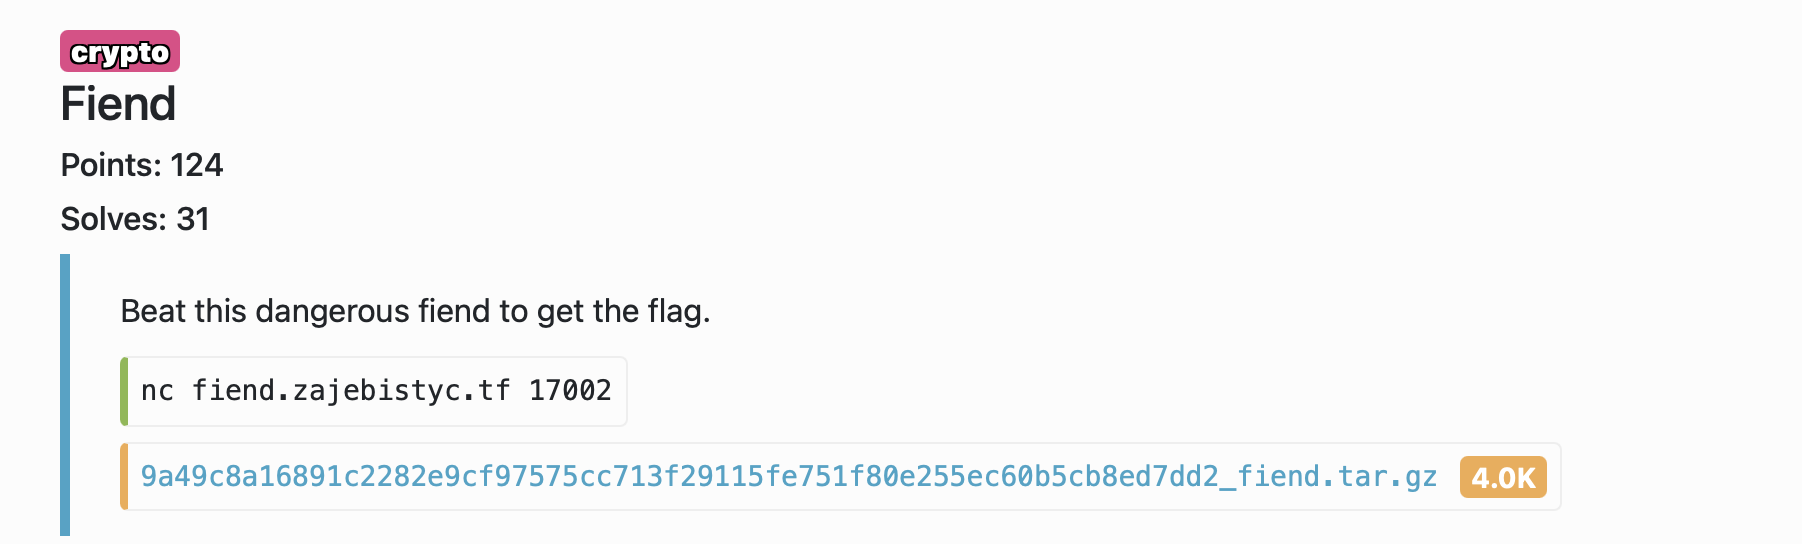 crypto
Fiend
Points: 124
Solves: 31
Beat this dangerous fiend to get the flag.
nc fiend.zajebistyc.tf 17002
9a49c8a16891c2282e9cf97575cc713f29115fe751f80e255ec60b5cb8ed7dd2_fiend.tar.gz 4.0K